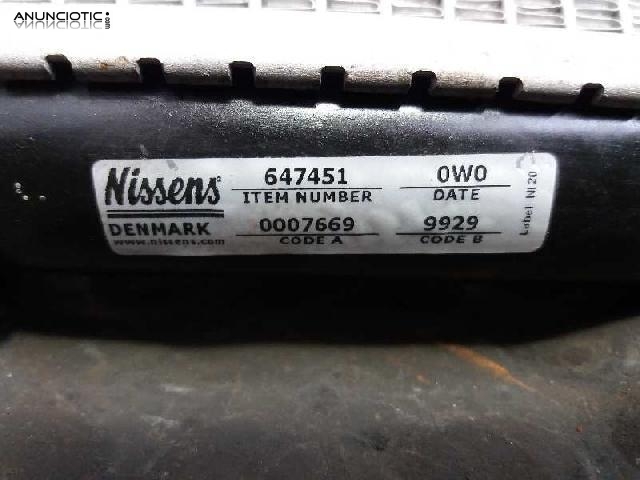 ANUNCIOTIC
Nissens
DENMARK
www.nissens.com
647451
ITEM NUMBER
0007669
CODE A
0W0
DATE
9929
CODE B
Label NI 20